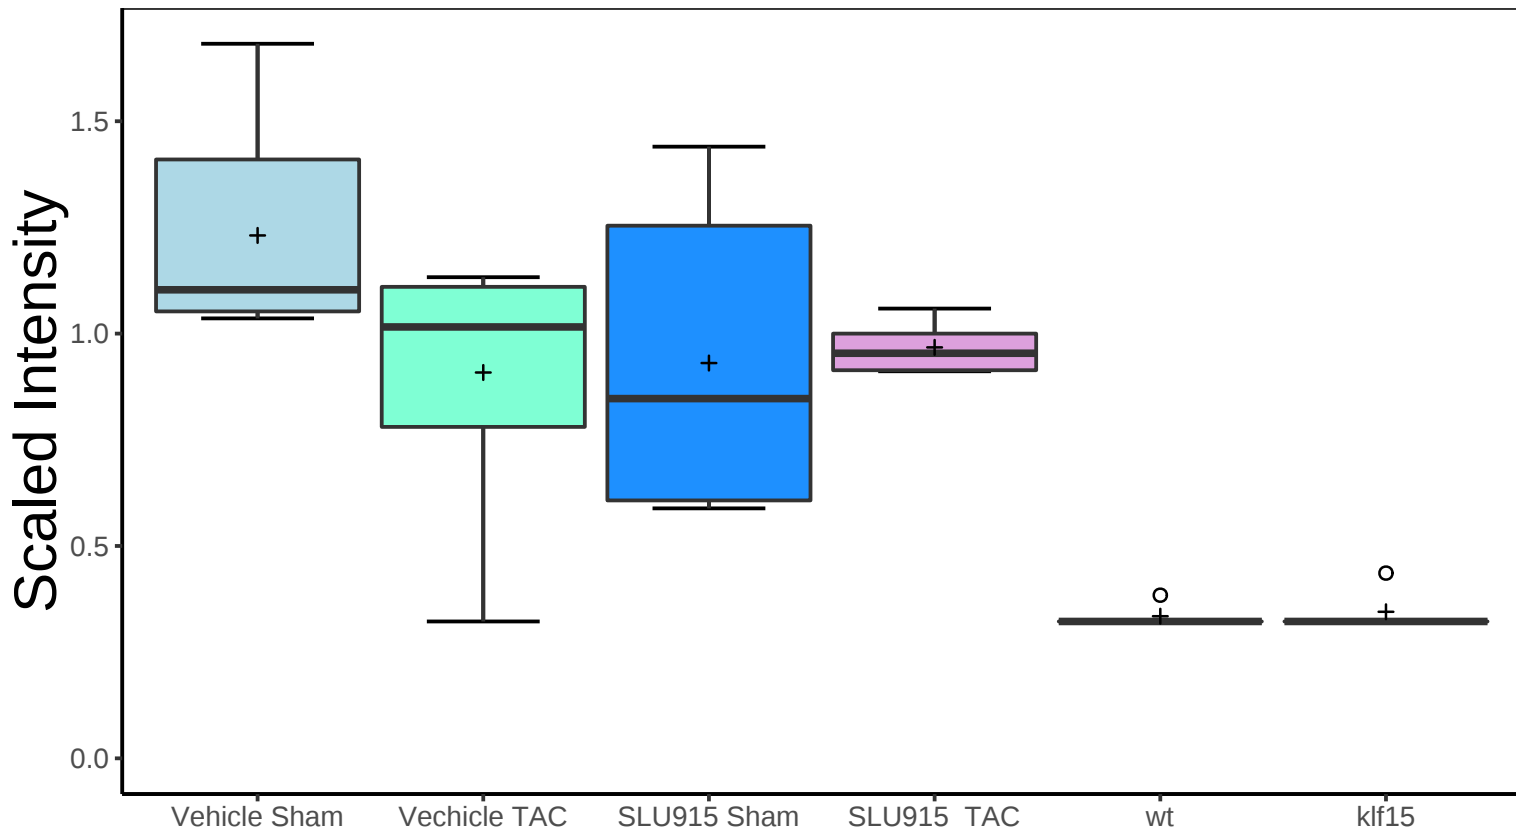 Scaled Intensity
1.5
1.0
0.5
0.0
Vehicle Sham
Vechicle TAC
SLU915 Sham
SLU915  TAC
wt
klf15